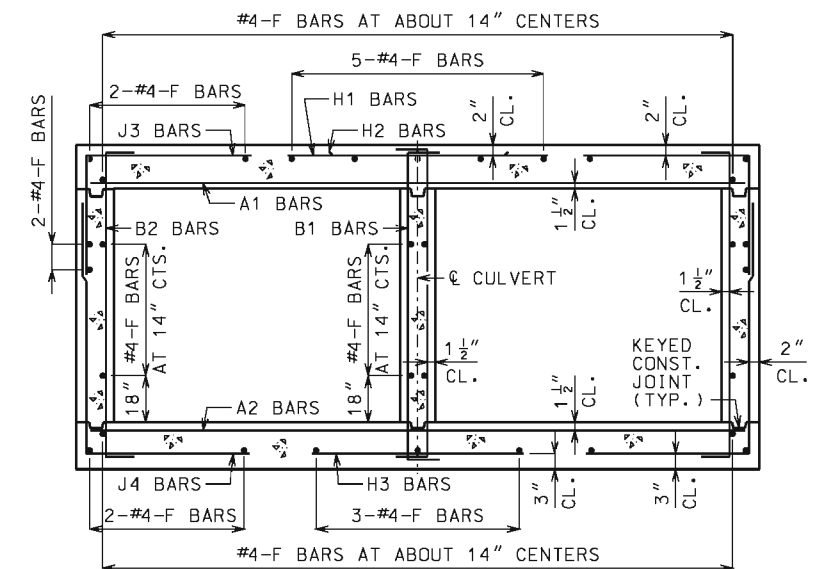 #4-F BARS AT ABOUT 14" CENTERS
5-#4-F BARS
2-#4-F BARS
H1 BARS
2" CL.
2" CL.
J3 BARS
H2 BARS
2-#4-F BARS
A1 BARS
1 1/2" CL.
B2 BARS
B1 BARS
#4-F BARS
AT 14" CTS.
#4-F BARS
AT 14" CTS.
℄ CULVERT
1 1/2"
CL.
1 1/2"
CL.
KEYED
CONST.
JOINT
(TYP.)
2"
CL.
18"
A2 BARS
18"
1 1/2" CL.
J4 BARS
H3 BARS
3" CL.
3" CL.
2-#4-F BARS
3-#4-F BARS
#4-F BARS AT ABOUT 14" CENTERS